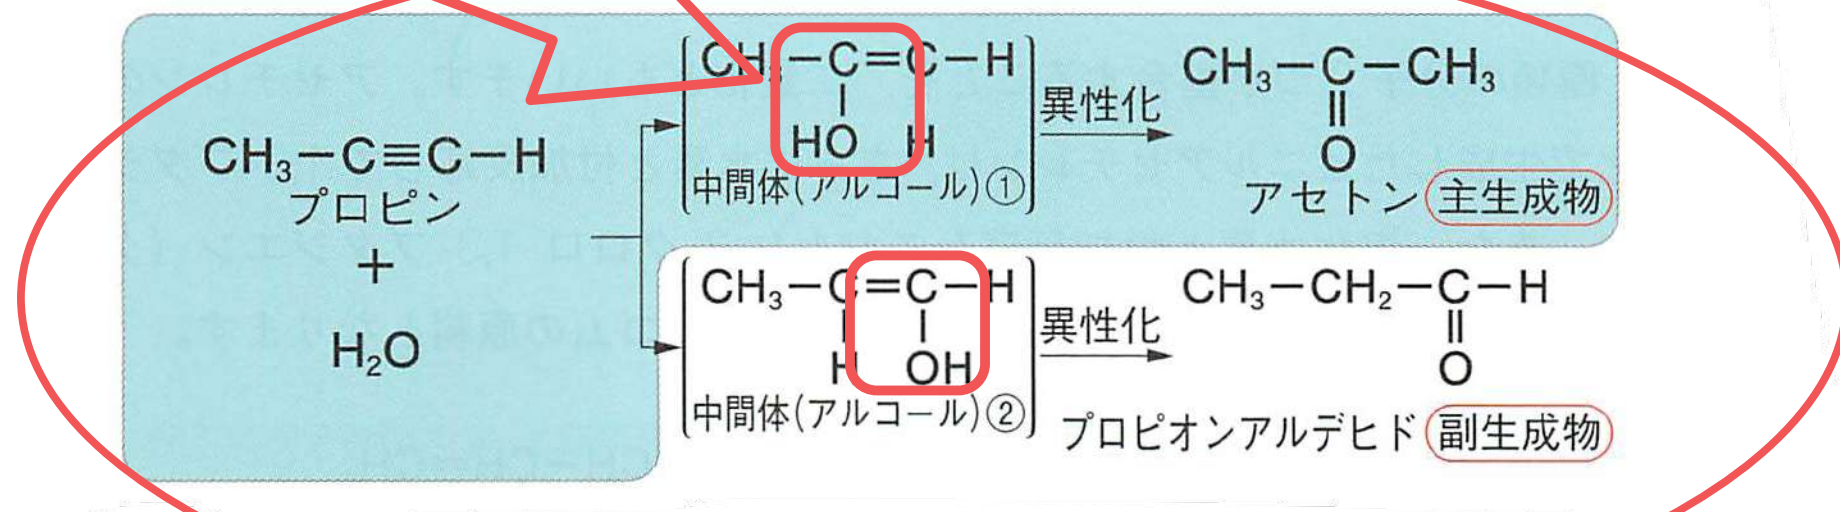 CH₃−C≡C−H
プロピン
+
H₂O
CH₃−C=C−H
HO H
中間体(アルコール)①
異性化
CH₃−C−CH₃
O
アセトン 主生成物
CH₃−C=C−H
H OH
中間体(アルコール)②
異性化
CH₃−CH₂−C−H
O
プロピオンアルデヒド 副生成物